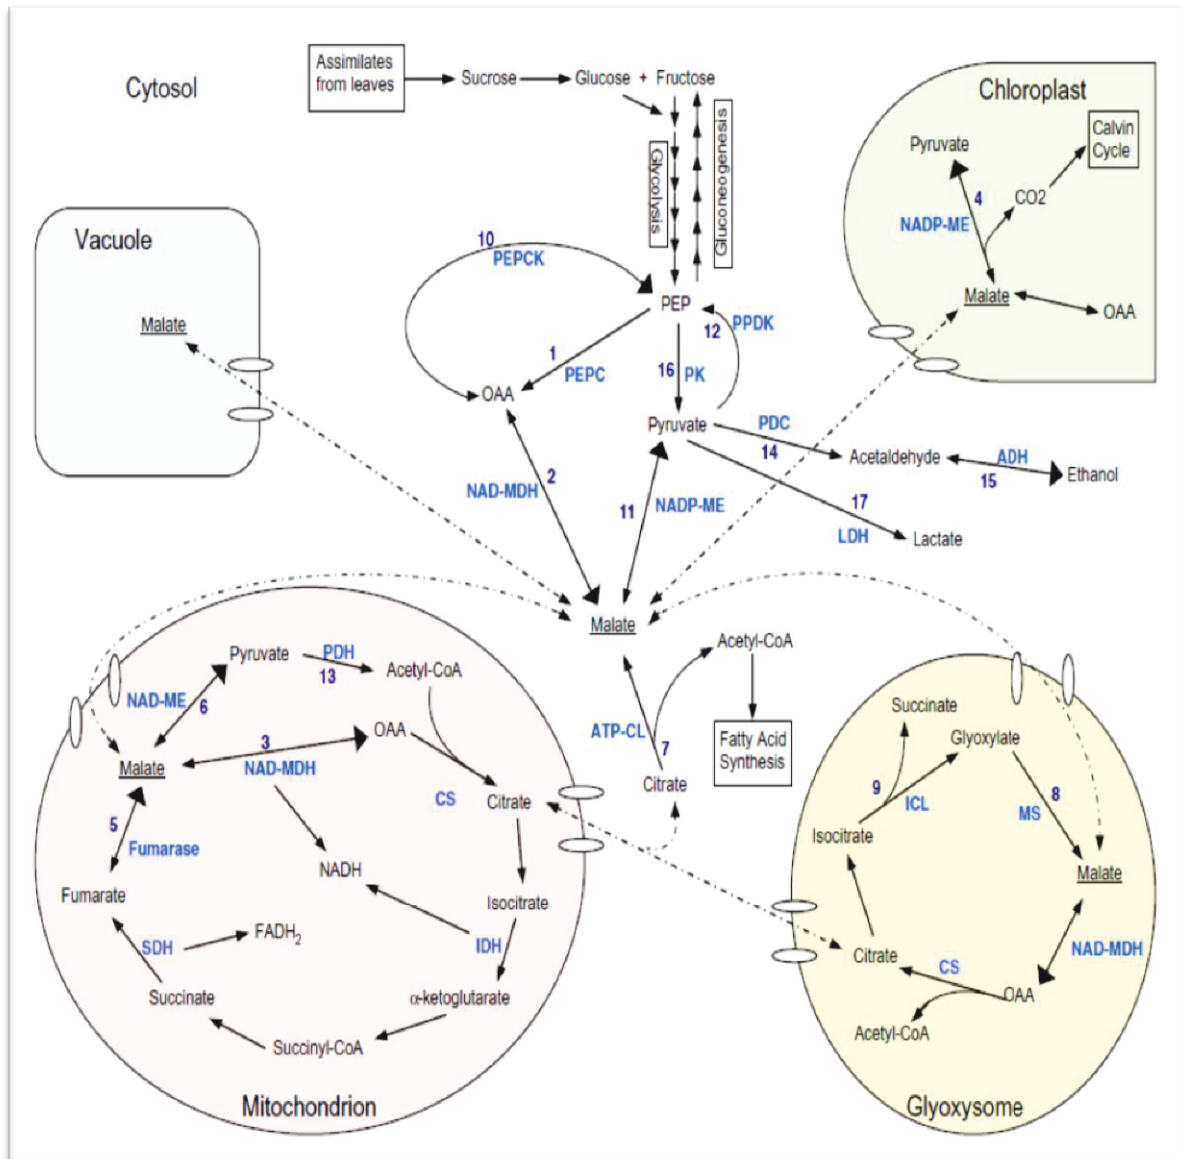 Cytosol
Assimilates
from leaves
Sucrose
Glucose + Fructose
Glycolysis
Gluconeogenesis
Chloroplast
Pyruvate
Calvin
Cycle
4
CO2
NADP-ME
Malate
OAA
Vacuole
Malate
10
PEPCK
PEP
12
PPDK
1
PEPC
16
PK
OAA
Pyruvate
PDC
14
Acetaldehyde
ADH
15
Ethanol
2
NAD-MDH
11
NADP-ME
17
LDH
Lactate
Malate
Acetyl-CoA
ATP-CL
7
Fatty Acid
Synthesis
Citrate
Pyruvate
PDH
13
Acetyl-CoA
NAD-ME
6
OAA
3
NAD-MDH
Malate
CS
Citrate
5
Fumarase
NADH
Fumarate
Isocitrate
SDH
FADH2
IDH
Succinate
α-ketoglutarate
Succinyl-CoA
Mitochondrion
Succinate
Glyoxylate
9
ICL
8
MS
Isocitrate
Malate
Citrate
CS
NAD-MDH
OAA
Acetyl-CoA
Glyoxysome